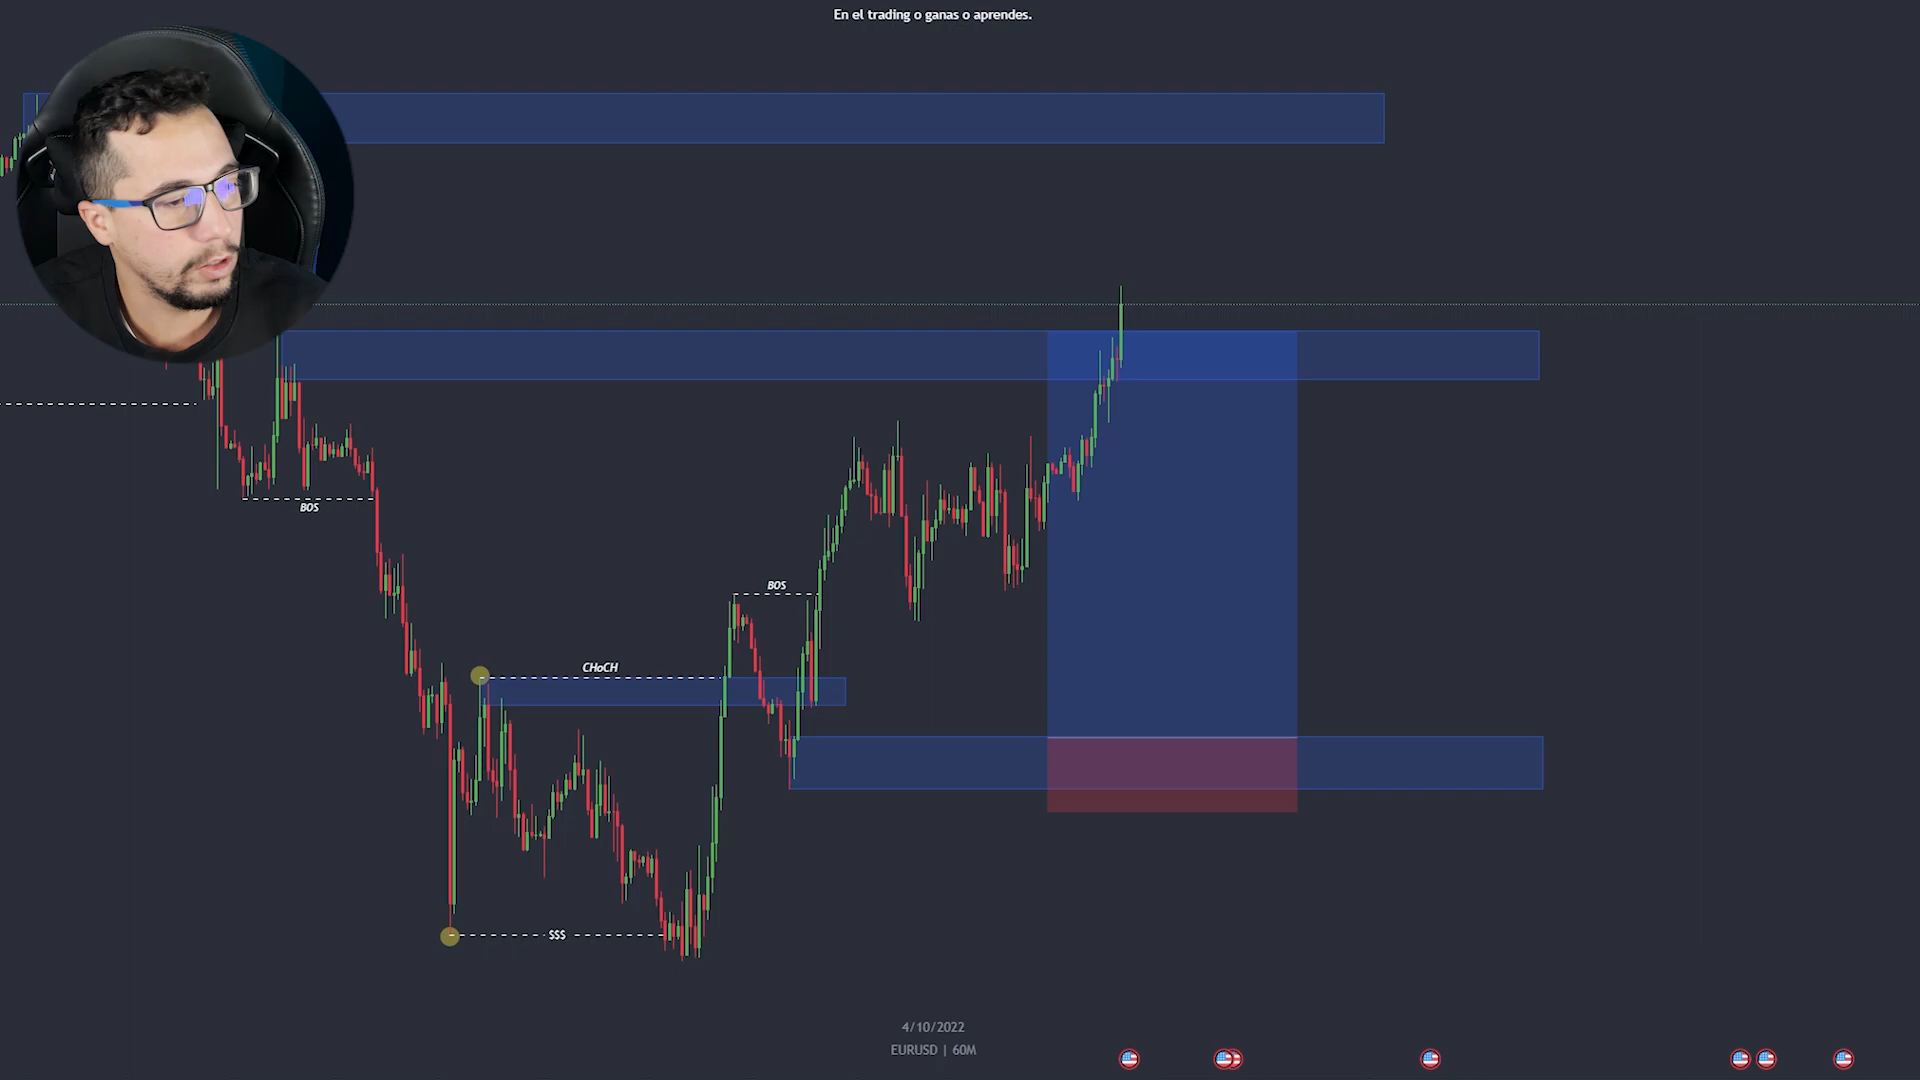 En el trading o ganas o aprendes.
BOS
BOS
CHoCH
$$$
4/10/2022
EURUSD | 60M